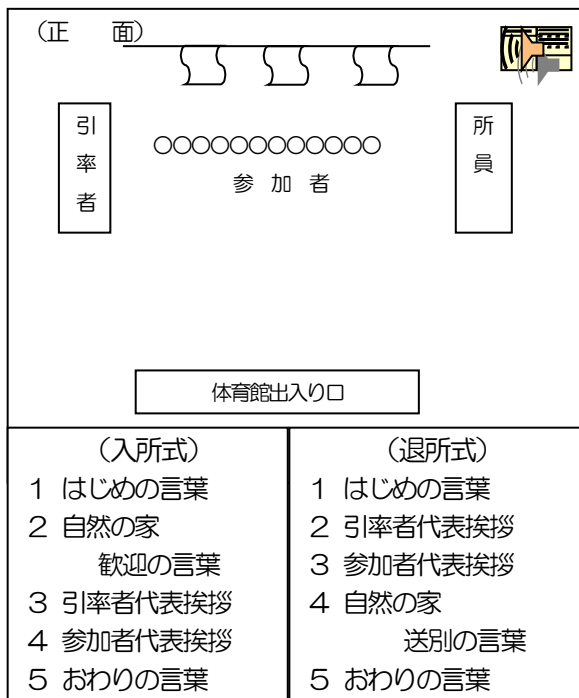 (正　面)
引率者
所員
○○○○○○○○○○○○
参 加 者
体育館出入り口
(入所式)
1 はじめの言葉
2 自然の家
歓迎の言葉
3 引率者代表挨拶
4 参加者代表挨拶
5 おわりの言葉
(退所式)
1 はじめの言葉
2 引率者代表挨拶
3 参加者代表挨拶
4 自然の家
送別の言葉
5 おわりの言葉